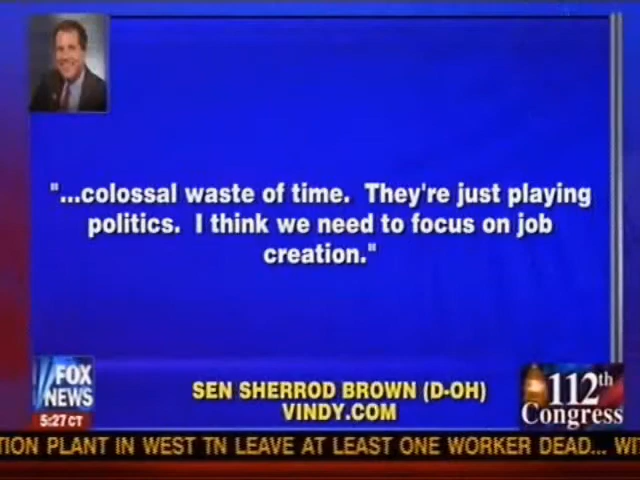 "...colossal waste of time. They're just playing
politics. I think we need to focus on job
creation."
FOX
NEWS
5:27CT
SEN SHERROD BROWN (D-OH)
VINDY.COM
112th
Congress
TION PLANT IN WEST TN LEAVE AT LEAST ONE WORKER DEAD... WI